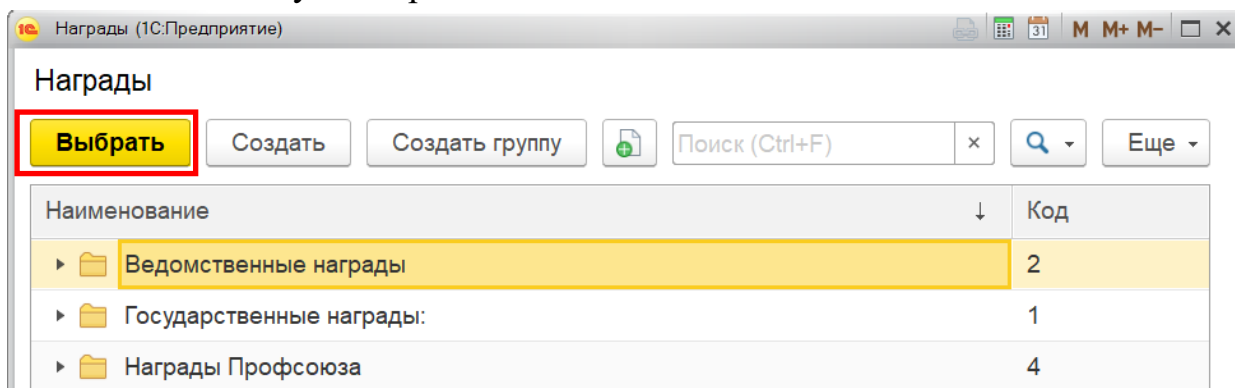 Награды (1С:Предприятие) 31 M M+ M-
Награды
Выбрать Создать Создать группу Поиск (Ctrl+F) × Еще
Наименование ↓ Код
Ведомственные награды 2
Государственные награды: 1
Награды Профсоюза 4